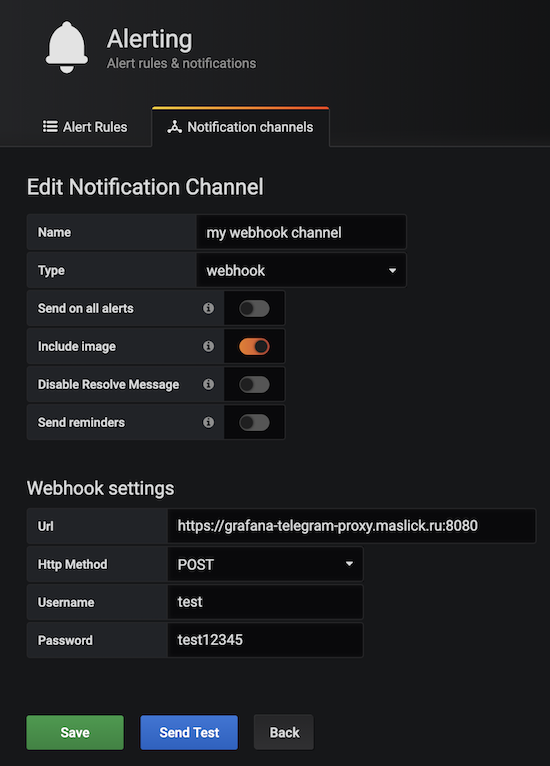 Alerting
Alert rules & notifications
Alert Rules
Notification channels
Edit Notification Channel
Name my webhook channel
Type webhook
Send on all alerts
Include image
Disable Resolve Message
Send reminders
Webhook settings
Url https://grafana-telegram-proxy.maslick.ru:8080
Http Method POST
Username test
Password test12345
Save Send Test Back